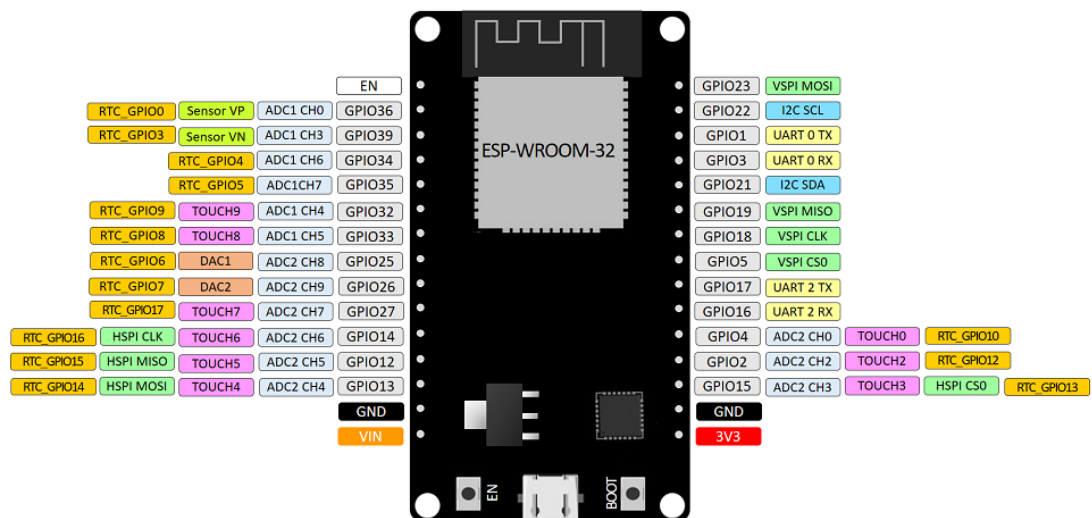 EN GPIO23 VSPI MOSI
RTC_GPIO0 Sensor VP ADC1 CH0 GPIO36 GPIO22 I2C SCL
RTC_GPIO3 Sensor VN ADC1 CH3 GPIO39 GPIO1 UART 0 TX
RTC_GPIO4 ADC1 CH6 GPIO34 ESP-WROOM-32 GPIO3 UART 0 RX
RTC_GPIO5 ADC1CH7 GPIO35 GPIO21 I2C SDA
RTC_GPIO9 TOUCH9 ADC1 CH4 GPIO32 GPIO19 VSPI MISO
RTC_GPIO8 TOUCH8 ADC1 CH5 GPIO33 GPIO18 VSPI CLK
RTC_GPIO6 DAC1 ADC2 CH8 GPIO25 GPIO5 VSPI CS0
RTC_GPIO7 DAC2 ADC2 CH9 GPIO26 GPIO17 UART 2 TX
RTC_GPIO17 TOUCH7 ADC2 CH7 GPIO27 GPIO16 UART 2 RX
RTC_GPIO16 HSPI CLK TOUCH6 ADC2 CH6 GPIO14 GPIO4 ADC2 CH0 TOUCH0 RTC_GPIO10
RTC_GPIO15 HSPI MISO TOUCH5 ADC2 CH5 GPIO12 GPIO2 ADC2 CH2 TOUCH2 RTC_GPIO12
RTC_GPIO14 HSPI MOSI TOUCH4 ADC2 CH4 GPIO13 GPIO15 ADC2 CH3 TOUCH3 HSPI CS0 RTC_GPIO13
GND GND
VIN 3V3
EN BOOT